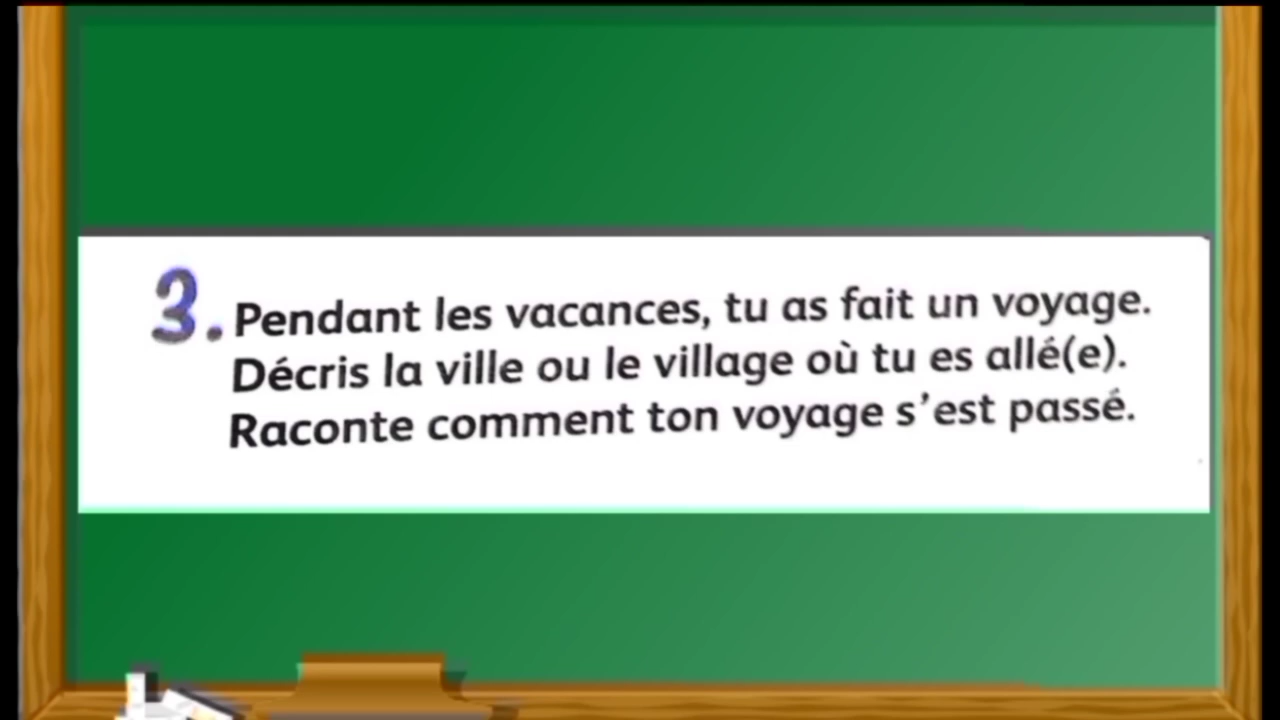 3. Pendant les vacances, tu as fait un voyage.
Décris la ville ou le village où tu es allé(e).
Raconte comment ton voyage s'est passé.